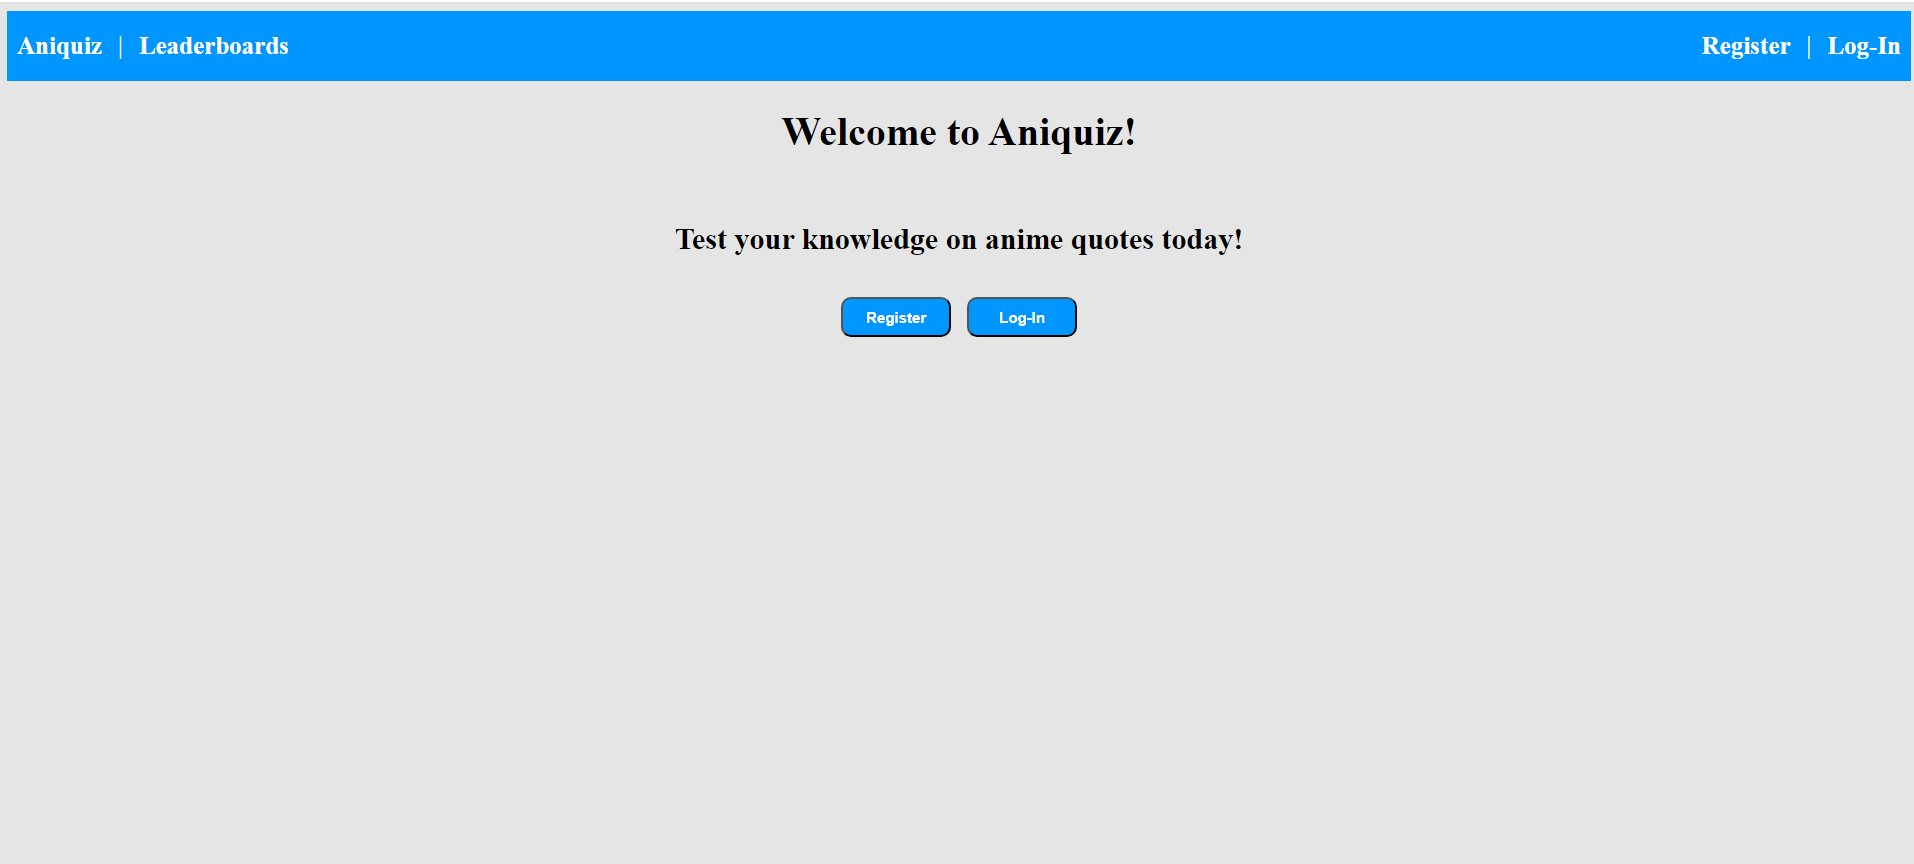 Aniquiz | Leaderboards Register | Log-In
Welcome to Aniquiz!
Test your knowledge on anime quotes today!
Register Log-In